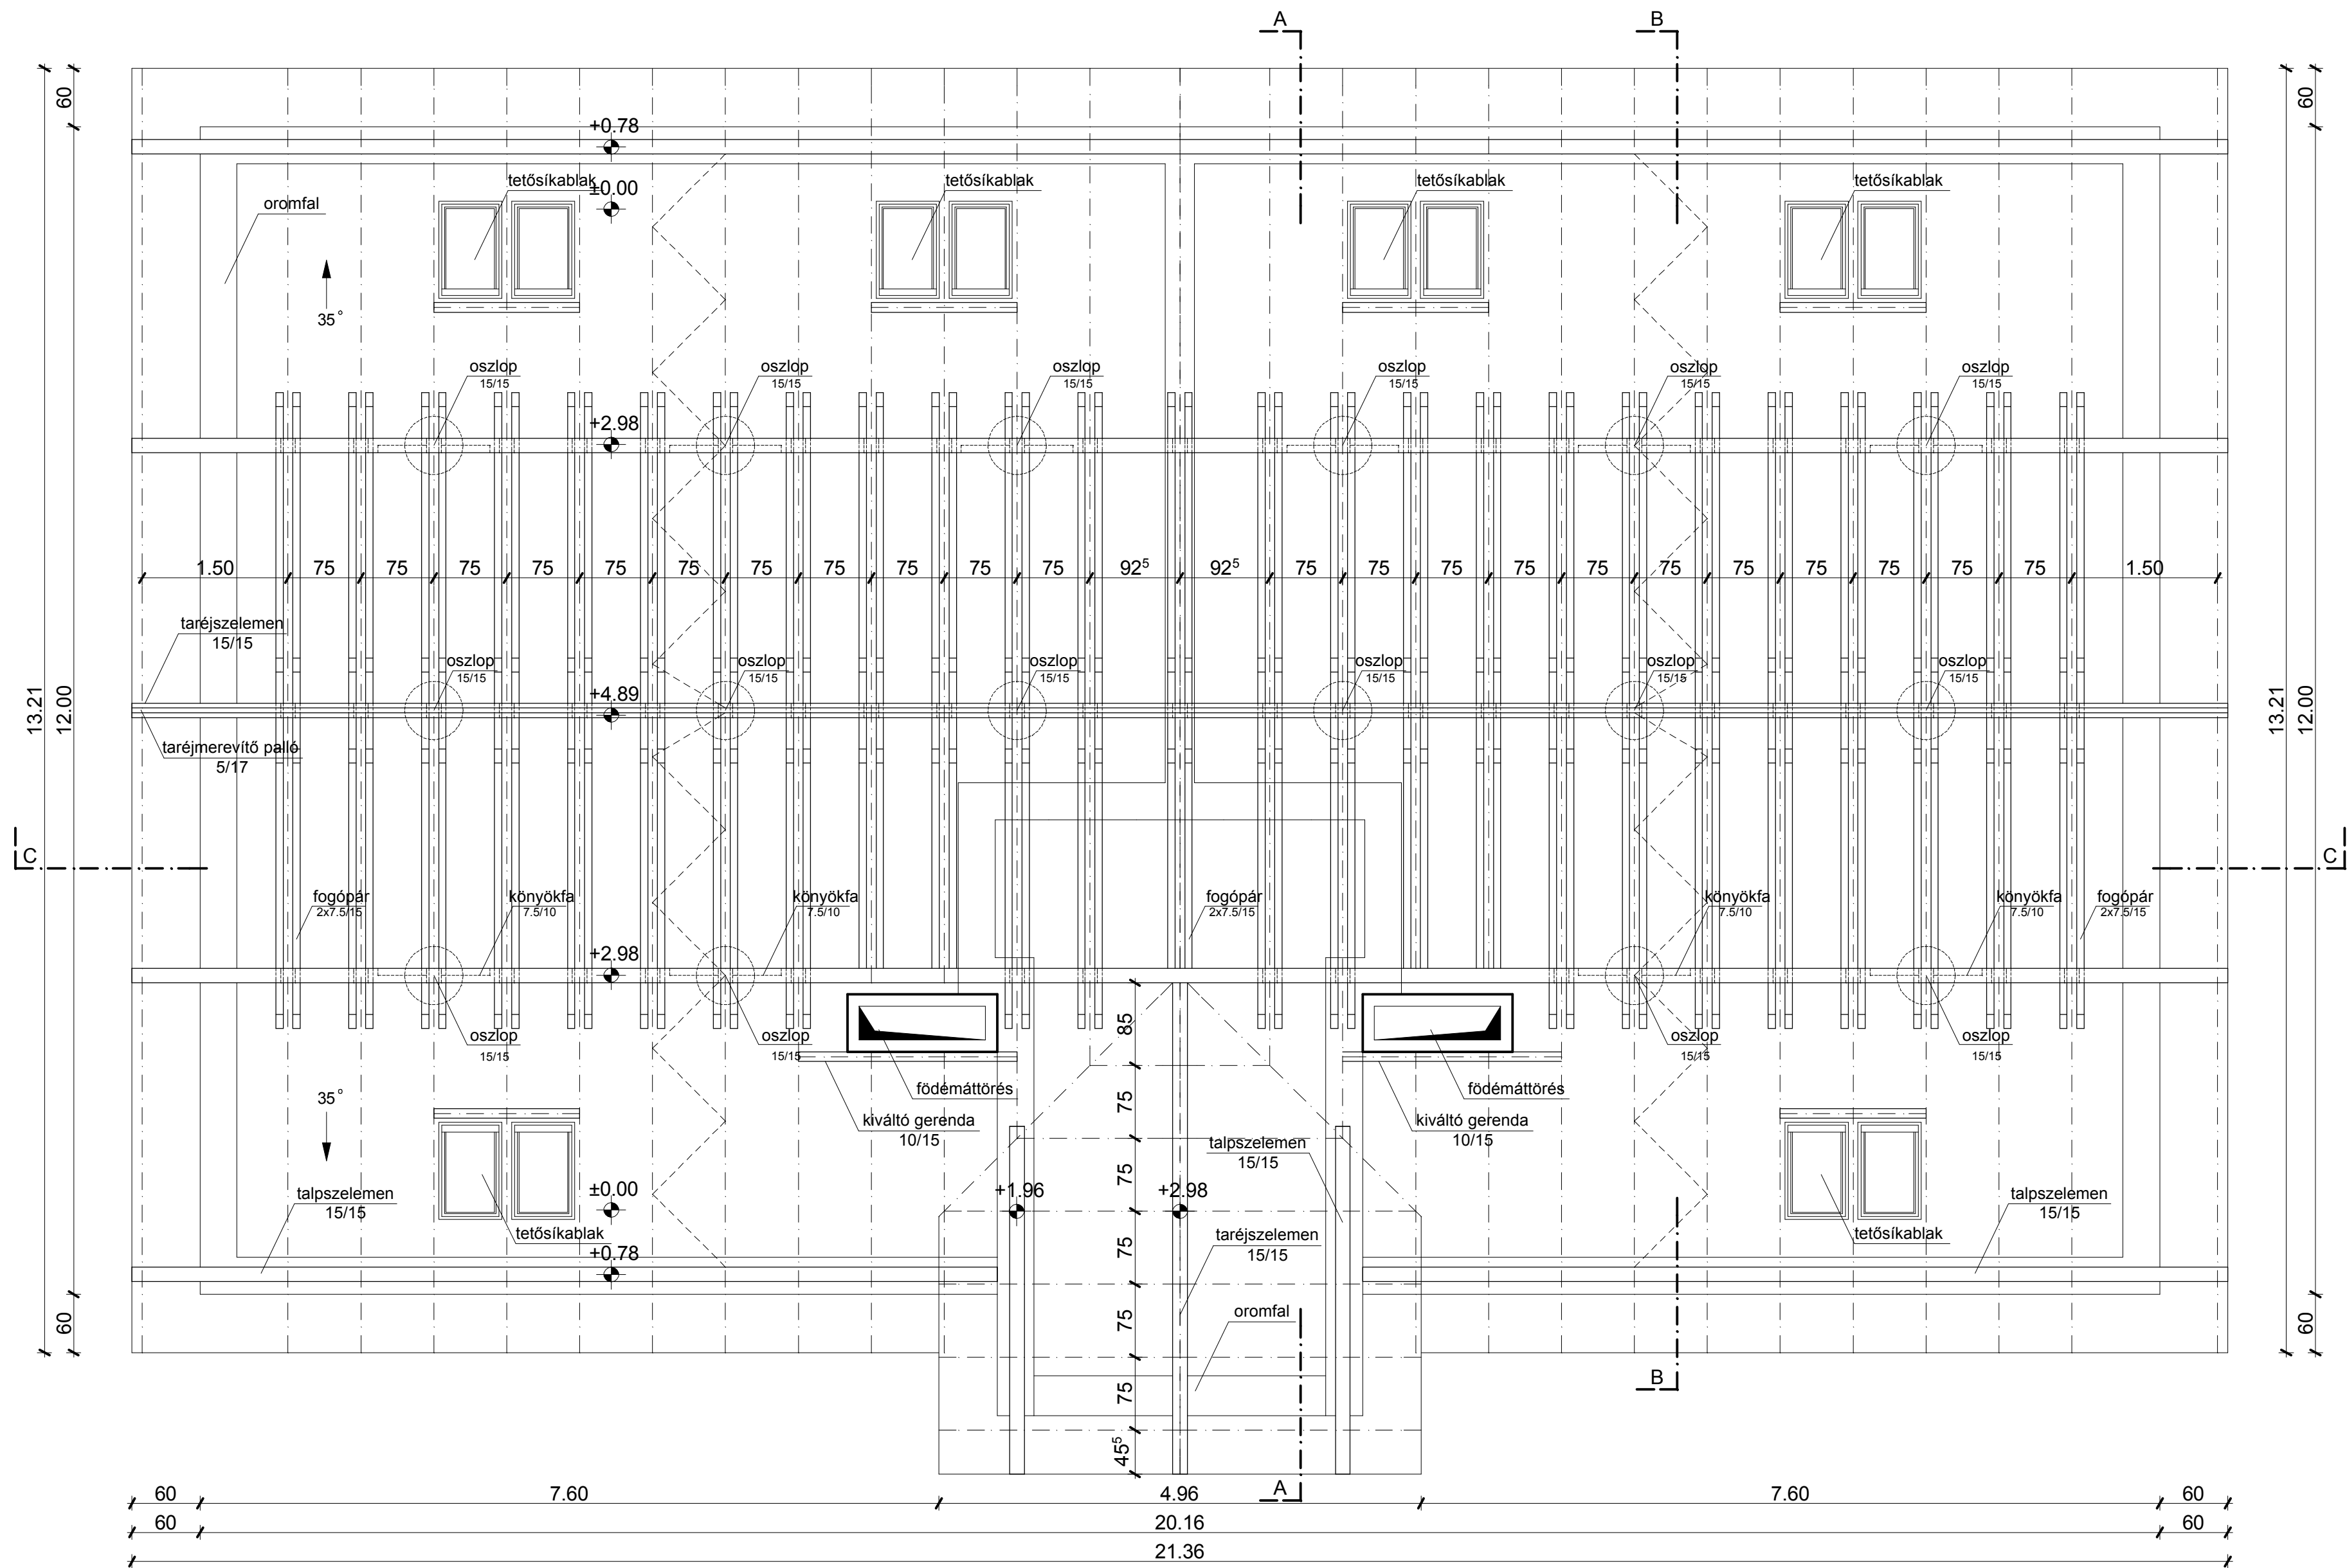 A
B
60
60
+0.78
tetősíkablak
±0.00
tetősíkablak
tetősíkablak
tetősíkablak
oromfal
35°
oszlop
15/15
oszlop
15/15
oszlop
15/15
oszlop
15/15
oszlop
15/15
oszlop
15/15
+2.98
1.50
75
75
75
75
75
75
75
75
75
75
75
92⁵
92⁵
75
75
75
75
75
75
75
75
75
75
75
1.50
taréjszelemen
15/15
oszlop
15/15
oszlop
15/15
oszlop
15/15
oszlop
15/15
oszlop
15/15
oszlop
15/15
+4.89
13.21
12.00
13.21
12.00
taréjmerevítő palló
5/17
C
C
fogópár
2x7.5/15
könyökfa
7.5/10
könyökfa
7.5/10
fogópár
2x7.5/15
könyökfa
7.5/10
könyökfa
7.5/10
fogópár
2x7.5/15
+2.98
oszlop
15/15
oszlop
15/15
oszlop
15/15
oszlop
15/15
85
35°
födémáttörés
födémáttörés
75
kiváltó gerenda
10/15
kiváltó gerenda
10/15
talpszelemen
15/15
75
talpszelemen
15/15
±0.00
+1.96
+2.98
talpszelemen
15/15
tetősíkablak
taréjszelemen
15/15
tetősíkablak
75
+0.78
60
75
oromfal
60
75
B
45⁵
A
60
7.60
4.96
7.60
60
60
20.16
60
21.36